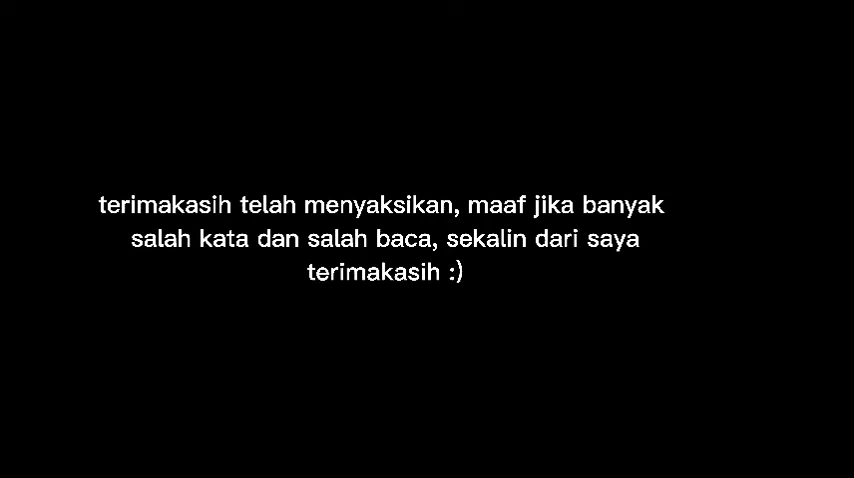 terimakasih telah menyaksikan, maaf jika banyak
salah kata dan salah baca, sekalin dari saya
terimakasih :)